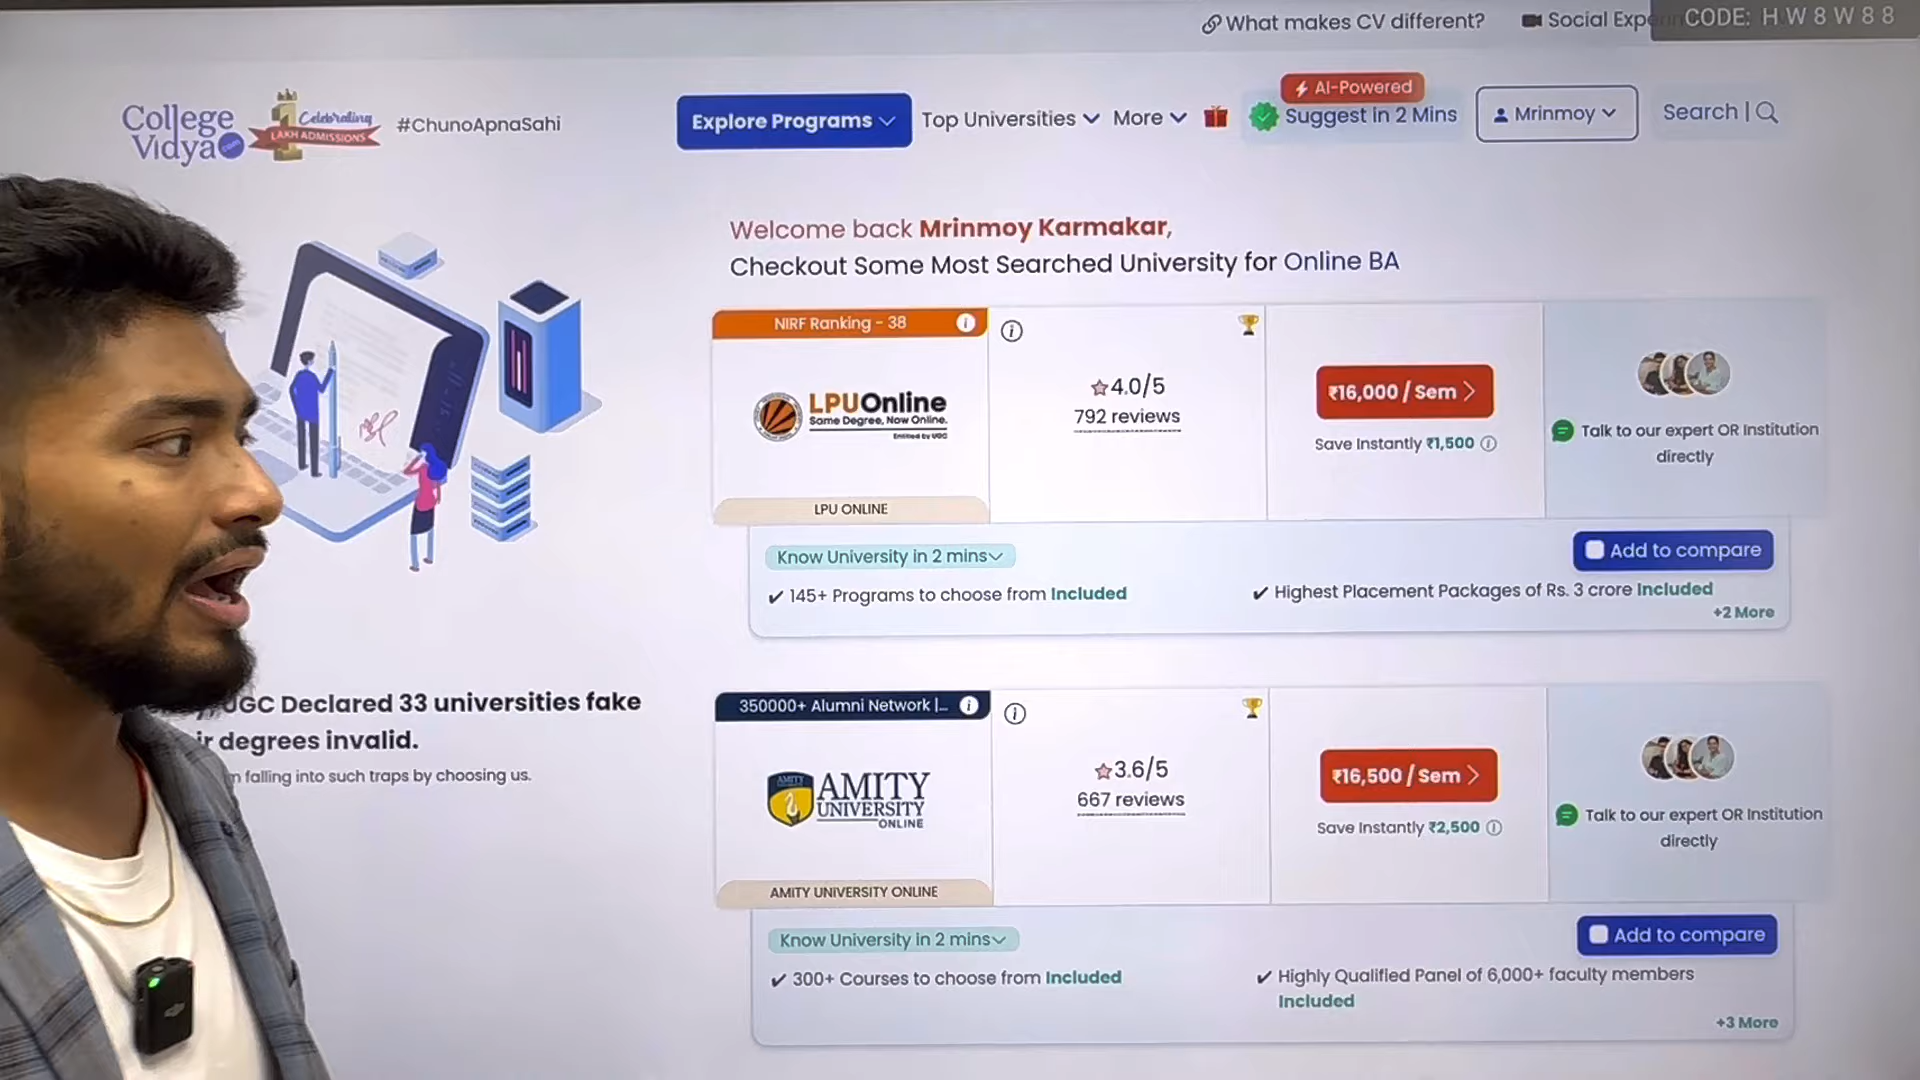 What makes CV different?
Social
CODE: HW8W88
College
Vidya.com
Celebrating
1
LAKH ADMISSIONS
#ChunoApnaSahi
Explore Programs
Top Universities
More
AI-Powered
Suggest in 2 Mins
Mrinmoy
Search |
Welcome back Mrinmoy Karmakar,
Checkout Some Most Searched University for Online BA
NIRF Ranking - 38
LPUOnline
Same Degree, Now Online.
Entitled by UGC
LPU ONLINE
4.0/5
792 reviews
₹16,000 / Sem
Save Instantly ₹1,500
Talk to our expert OR Institution
directly
Know University in 2 mins
Add to compare
145+ Programs to choose from Included
Highest Placement Packages of Rs. 3 crore Included
+2 More
UGC Declared 33 universities fake
degrees invalid.
falling into such traps by choosing us.
350000+ Alumni Network |...
AMITY
AMITY
UNIVERSITY
ONLINE
AMITY UNIVERSITY ONLINE
3.6/5
667 reviews
₹16,500 / Sem
Save Instantly ₹2,500
Talk to our expert OR Institution
directly
Know University in 2 mins
Add to compare
300+ Courses to choose from Included
Highly Qualified Panel of 6,000+ faculty members
Included
+3 More